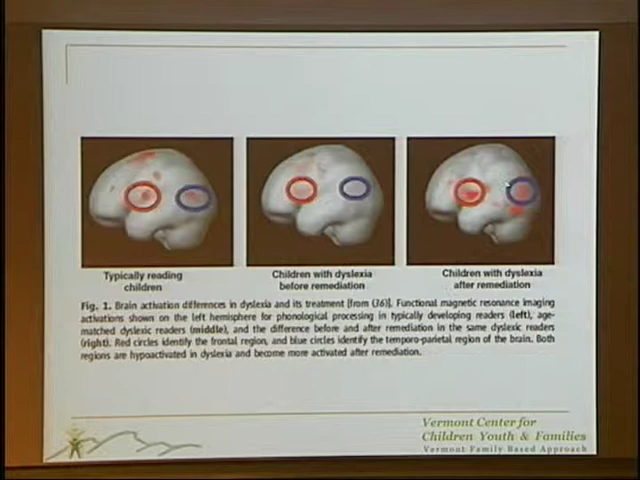 Typically reading
children
Children with dyslexia
before remediation
Children with dyslexia
after remediation
Fig. 1. Brain activation differences in dyslexia and its treatment [from (36)]. Functional magnetic resonance imaging
activations shown on the left hemisphere for phonological processing in typically developing readers (left), age-
matched dyslexic readers (middle), and the difference before and after remediation in the same dyslexic readers
(right). Red circles identify the frontal region, and blue circles identify the temporo-parietal region of the brain. Both
regions are hypoactivated in dyslexia and become more activated after remediation.
Vermont Center for
Children Youth & Families
Vermont Family Based Approach